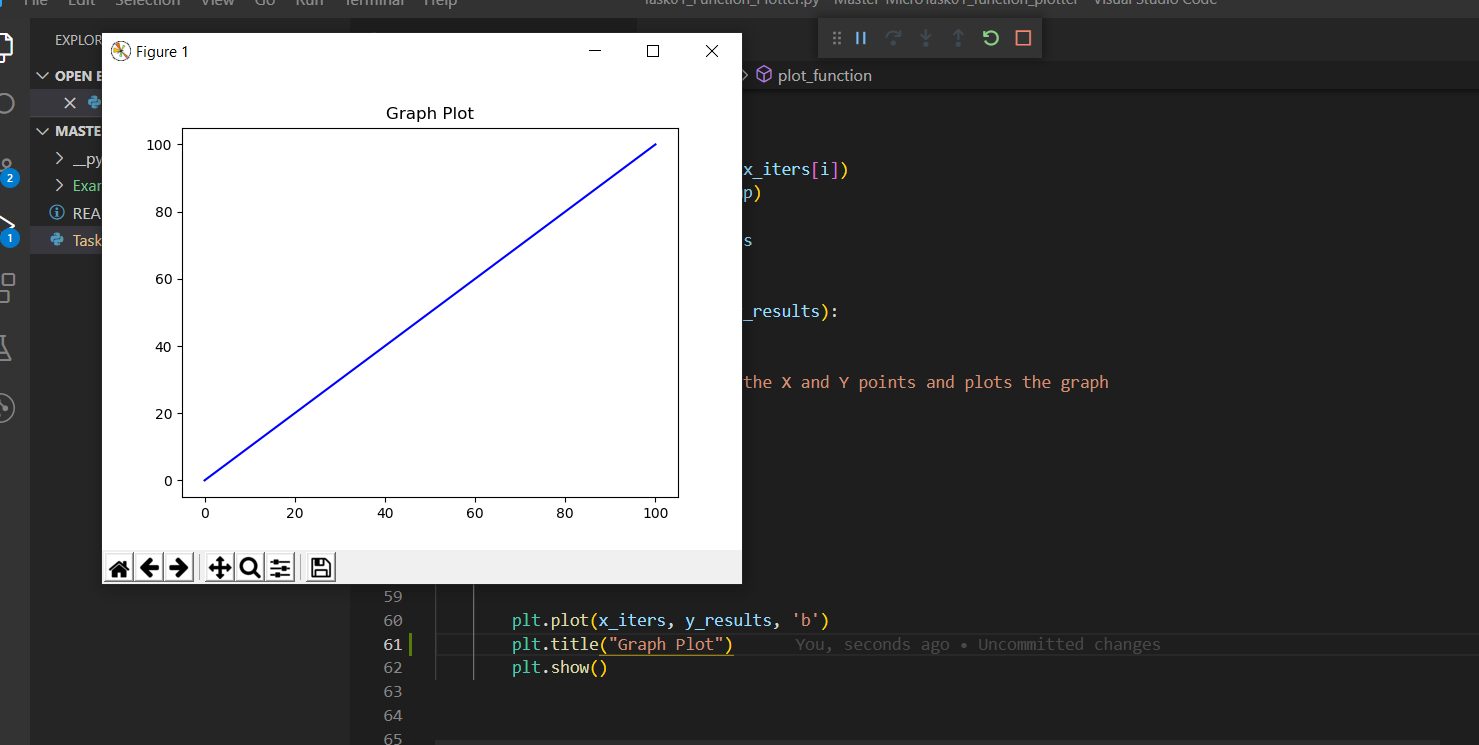 File Edit Selection View Go Run Terminal Help
Task01_Function_Plotter.py
Visual Studio Code
EXPLOR
Figure 1
OPEN E
plot_function
MASTE
__py
Exar
REA
Task
2
1
Graph Plot
100
80
60
40
20
0
0 20 40 60 80 100
x_iters[i])
p)
s
_results):
the X and Y points and plots the graph
59
60 plt.plot(x_iters, y_results, 'b')
61 plt.title("Graph Plot") You, seconds ago • Uncommitted changes
62 plt.show()
63
64
65